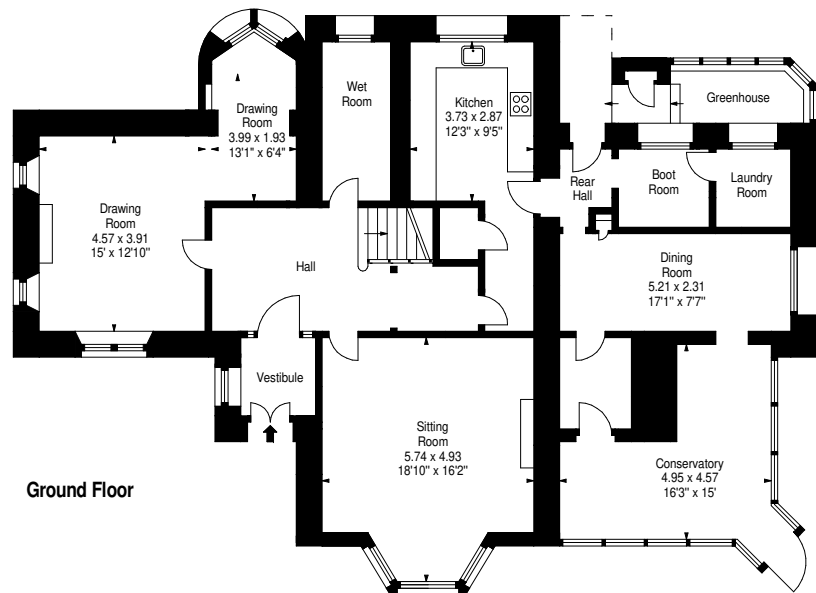 Drawing
Room
3.99 x 1.93
13'1" x 6'4"
Wet
Room
Kitchen
3.73 x 2.87
12'3" x 9'5"
Greenhouse
Rear
Hall
Boot
Room
Laundry
Room
Drawing
Room
4.57 x 3.91
15' x 12'10"
Hall
Dining
Room
5.21 x 2.31
17'1" x 7'7"
Vestibule
Sitting
Room
5.74 x 4.93
18'10" x 16'2"
Conservatory
4.95 x 4.57
16'3" x 15'
Ground Floor